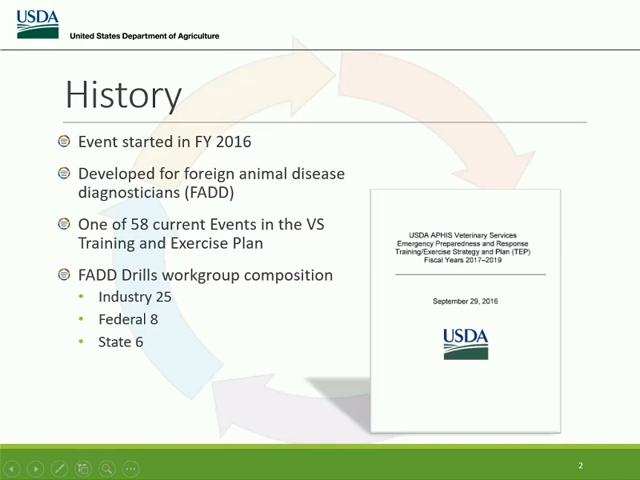 USDA
United States Department of Agriculture
History
Event started in FY 2016
Developed for foreign animal disease
diagnosticians (FADD)
One of 58 current Events in the VS
Training and Exercise Plan
FADD Drills workgroup composition
• Industry 25
• Federal 8
• State 6
USDA APHIS Veterinary Services
Emergency Preparedness and Response
Training/Exercise Strategy and Plan (TEP)
Fiscal Years 2017–2019
September 29, 2016
USDA
2